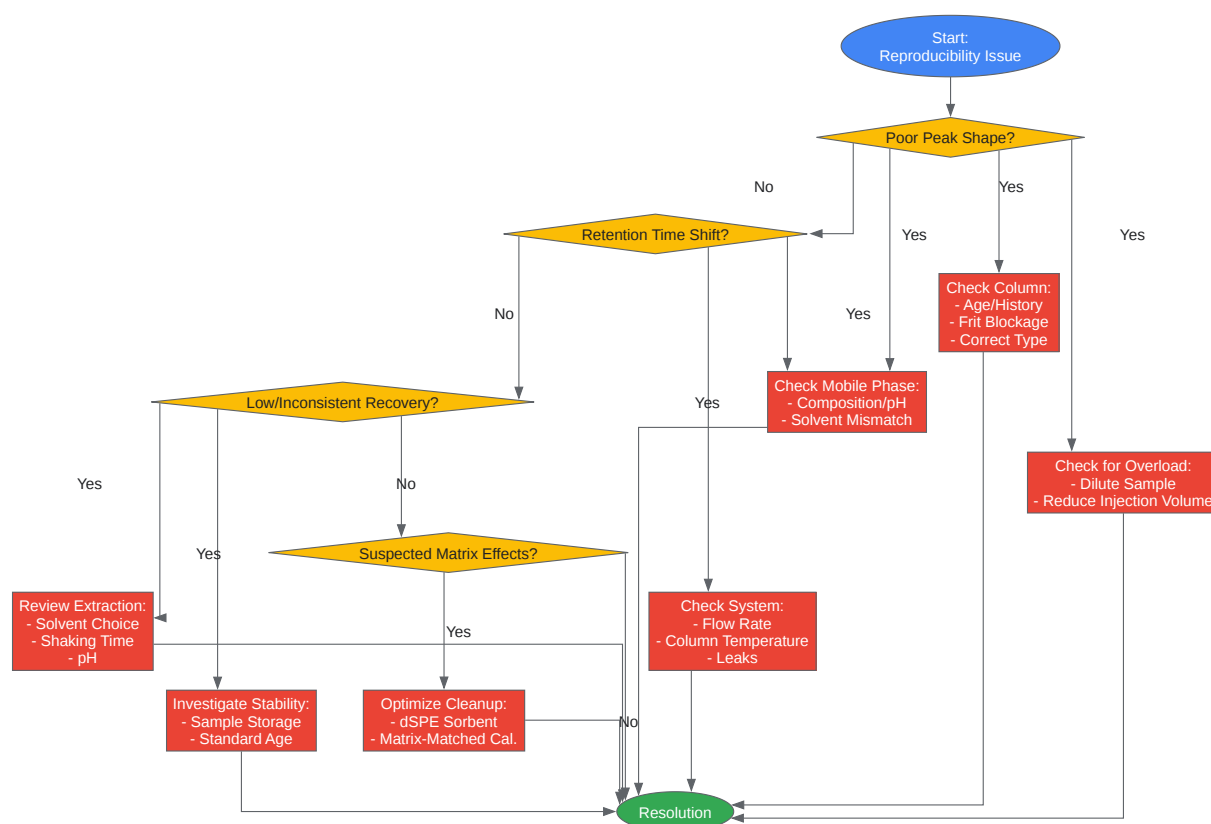 Start:
Reproducibility Issue
Poor Peak Shape?
No
Yes
Yes
Yes
Retention Time Shift?
No
Yes
Yes
Check Column:
- Age/History
- Frit Blockage
- Correct Type
Check Mobile Phase:
- Composition/pH
- Solvent Mismatch
Low/Inconsistent Recovery?
Yes
Yes
No
Check for Overload:
- Dilute Sample
- Reduce Injection Volume
Suspected Matrix Effects?
Yes
No
Review Extraction:
- Solvent Choice
- Shaking Time
- pH
Check System:
- Flow Rate
- Column Temperature
- Leaks
Investigate Stability:
- Sample Storage
- Standard Age
Optimize Cleanup:
- dSPE Sorbent
- Matrix-Matched Cal.
Resolution